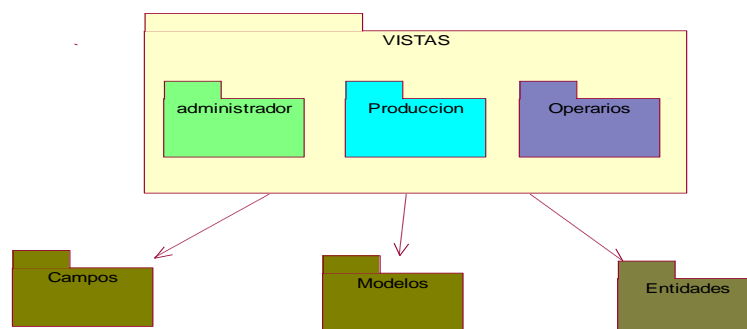 VISTAS
administrador
Produccion
Operarios
Campos
Modelos
Entidades